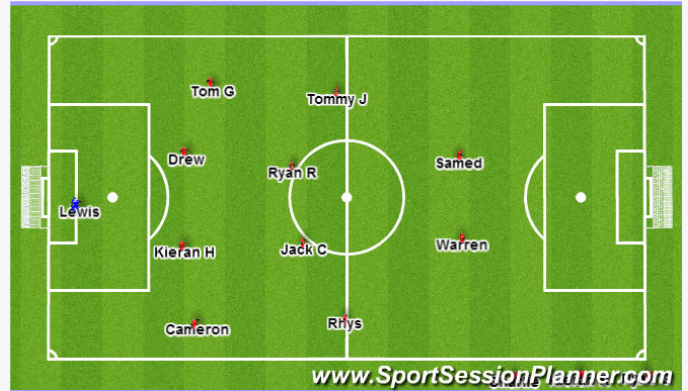 Tom G
Tommy J
Drew
Samed
Ryan R
Lewis
Warren
Jack C
Kieran H
Rhys
Cameron
www.SportSessionPlanner.com